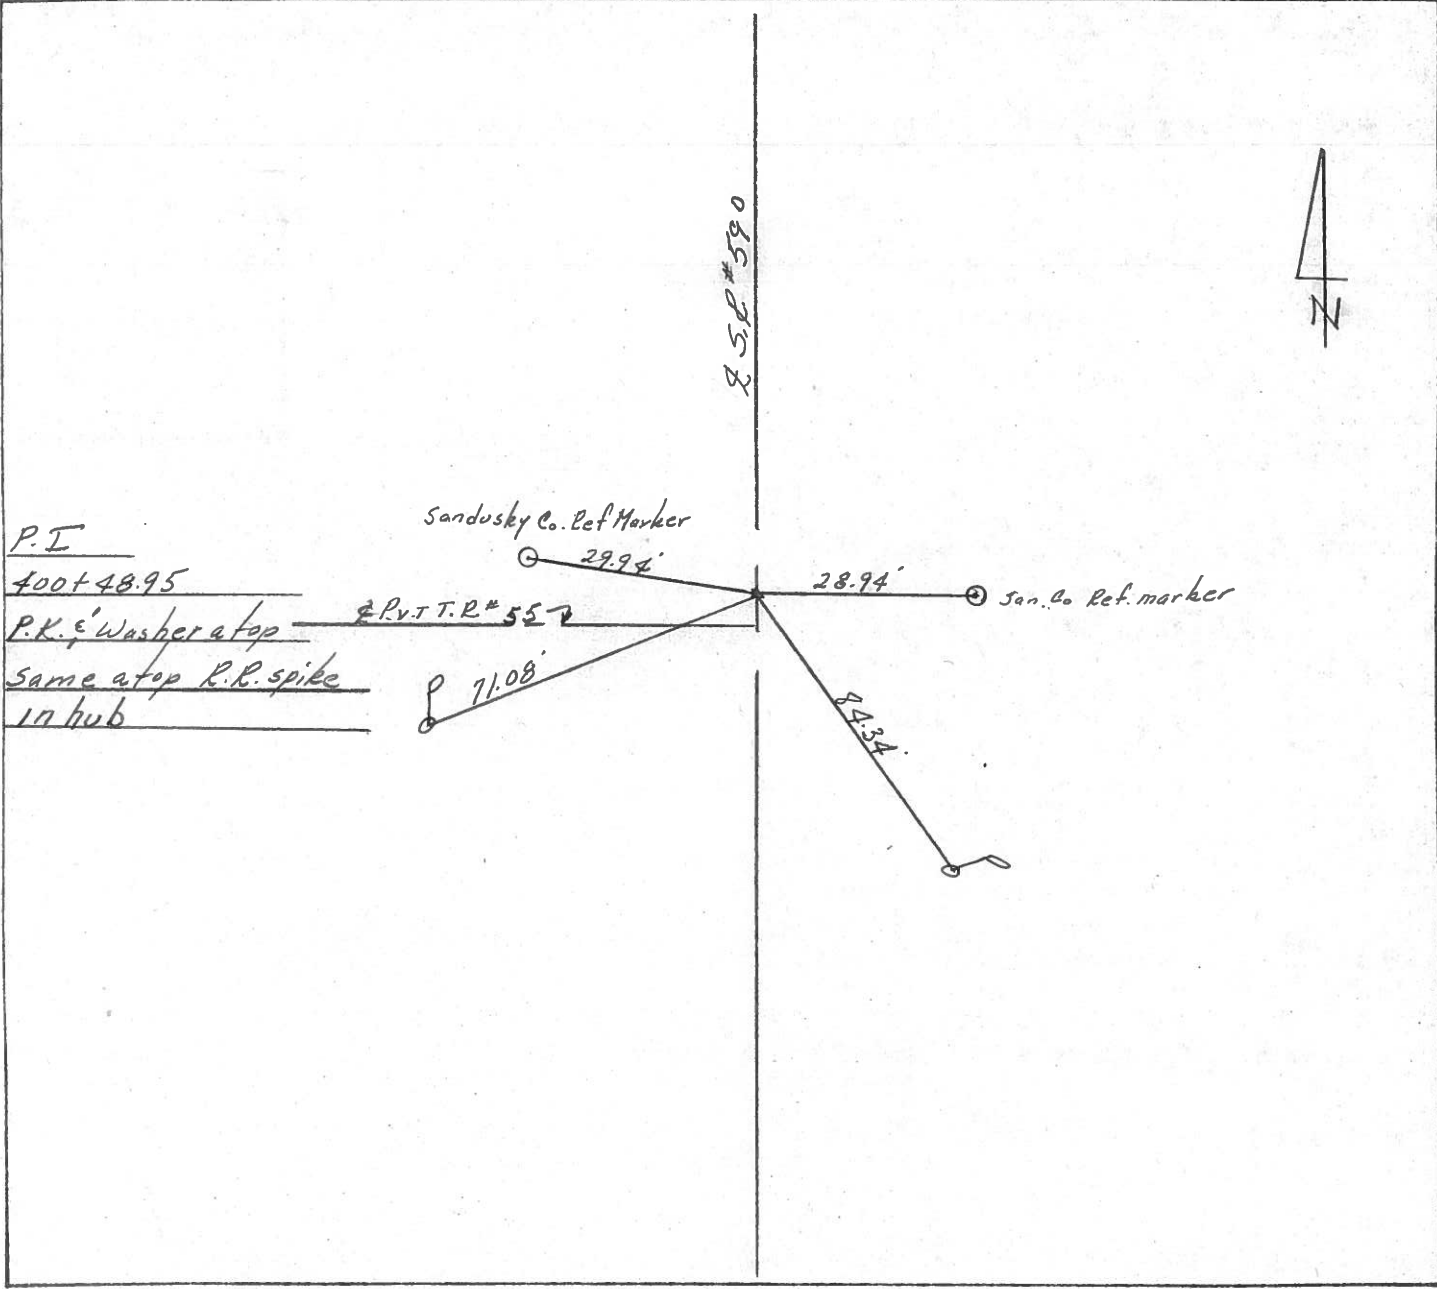 ℄ S.R. #590
N
Sandusky Co. Ref Marker
29.94'
28.94'
San. Co Ref. marker
P.I
400+48.95
P.K. & Washer atop
Same atop R.R. spike
in hub
℄ Pv.T T.R.# 55
71.08'
84.34'